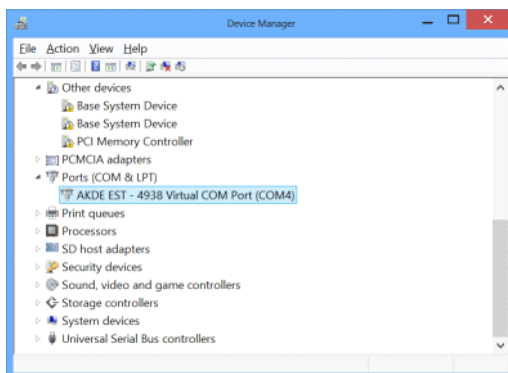 Device Manager
File Action View Help
Other devices
Base System Device
Base System Device
PCI Memory Controller
PCMCIA adapters
Ports (COM & LPT)
AKDE EST - 4938 Virtual COM Port (COM4)
Print queues
Processors
SD host adapters
Security devices
Sound, video and game controllers
Storage controllers
System devices
Universal Serial Bus controllers